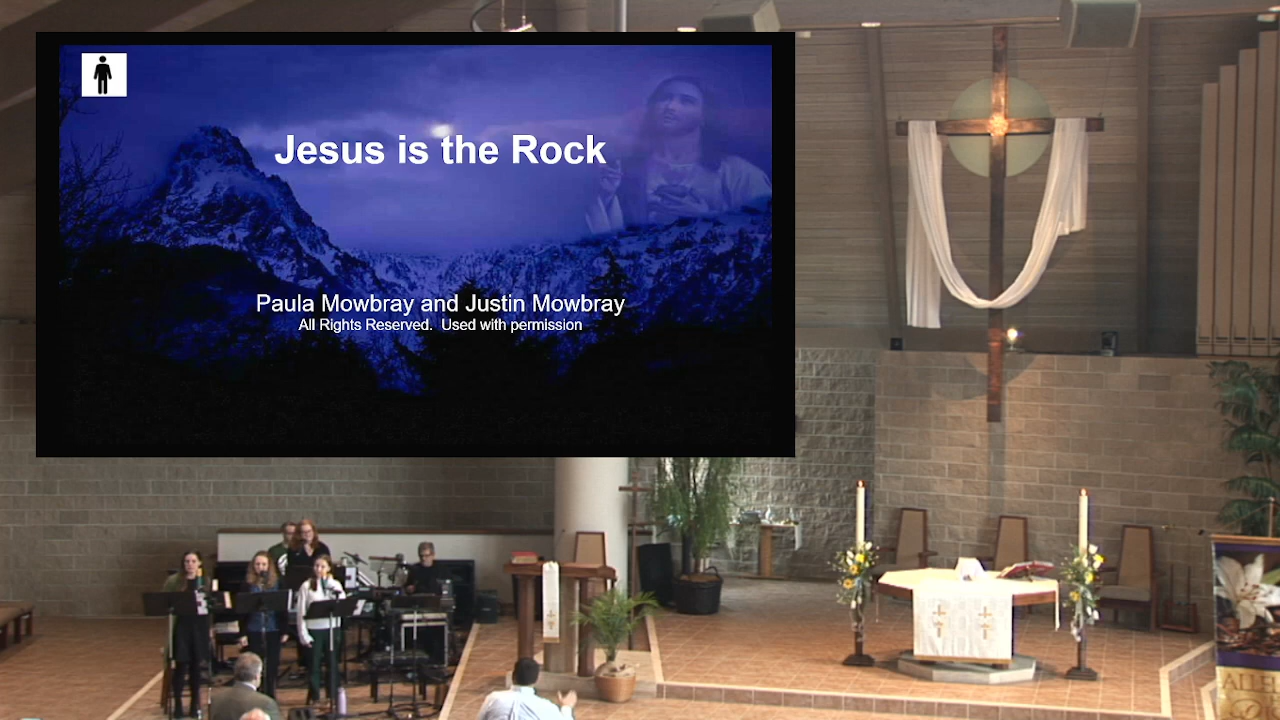 Jesus is the Rock
Paula Mowbray and Justin Mowbray
All Rights Reserved.  Used with permission